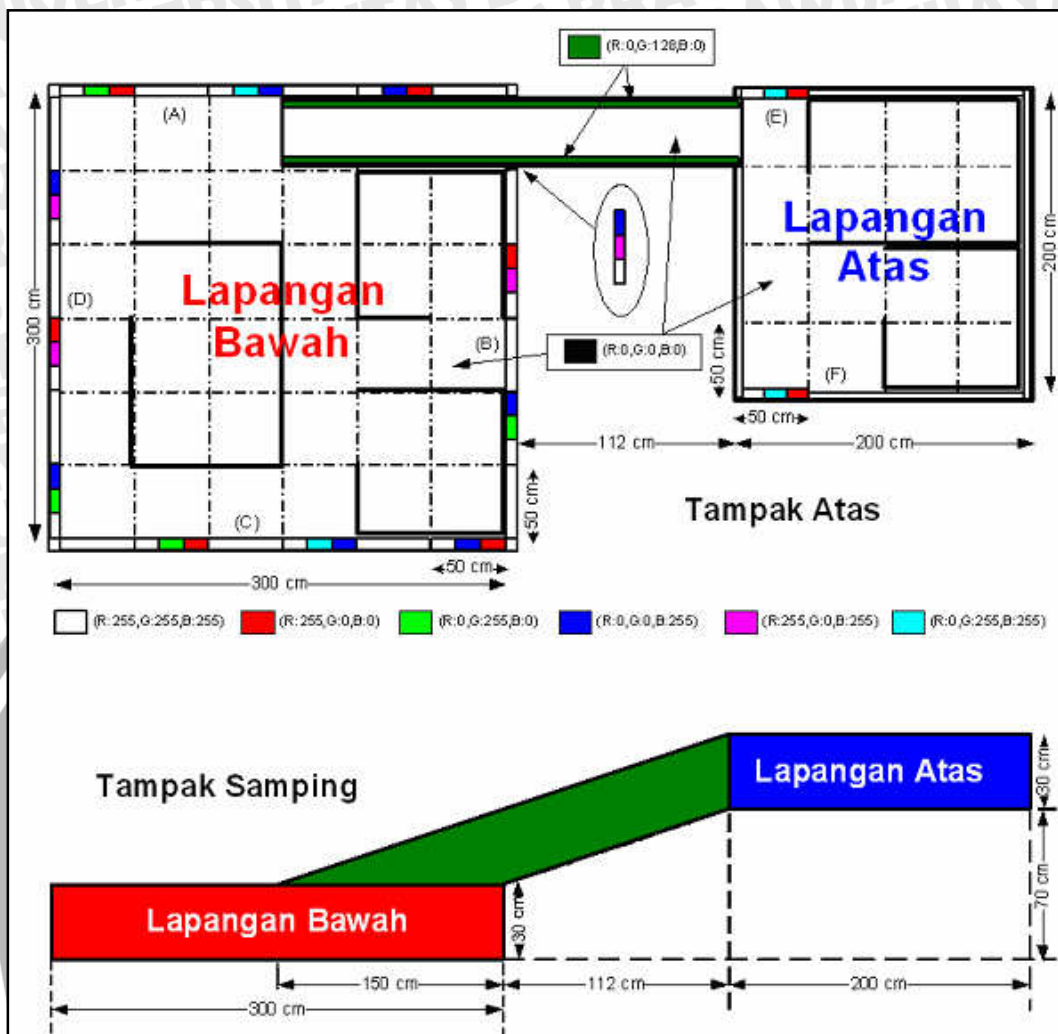 (R:0,G:128,B:0)
(A)
(E)
Lapangan
Atas
Lapangan
Bawah
(D)
(B)
(R:0,G:0,B:0)
(F)
(C)
300 cm
200 cm
50 cm
50 cm
112 cm
200 cm
50 cm
50 cm
300 cm
Tampak Atas
(R:255,G:255,B:255)
(R:255,G:0,B:0)
(R:0,G:255,B:0)
(R:0,G:0,B:255)
(R:255,G:0,B:255)
(R:0,G:255,B:255)
Tampak Samping
Lapangan Atas
30 cm
70 cm
Lapangan Bawah
30 cm
150 cm
112 cm
200 cm
300 cm